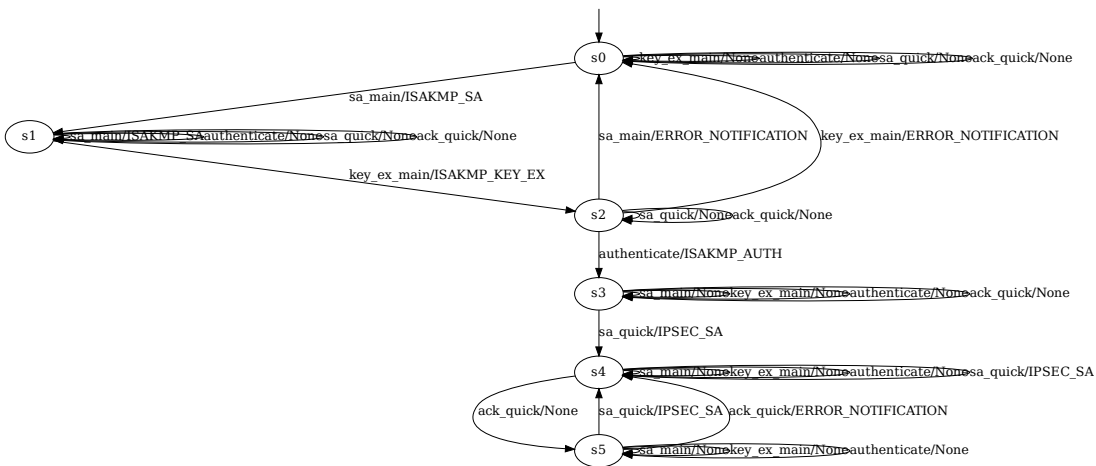 s0
key_ex_main/None
authenticate/None
sa_quick/None
ack_quick/None
sa_main/ISAKMP_SA
s1
sa_main/ISAKMP_SA
authenticate/None
sa_quick/None
ack_quick/None
sa_main/ERROR_NOTIFICATION
key_ex_main/ERROR_NOTIFICATION
key_ex_main/ISAKMP_KEY_EX
s2
sa_quick/None
ack_quick/None
authenticate/ISAKMP_AUTH
s3
sa_main/None
key_ex_main/None
authenticate/None
ack_quick/None
sa_quick/IPSEC_SA
s4
sa_main/None
key_ex_main/None
authenticate/None
sa_quick/IPSEC_SA
ack_quick/None
sa_quick/IPSEC_SA
ack_quick/ERROR_NOTIFICATION
s5
sa_main/None
key_ex_main/None
authenticate/None